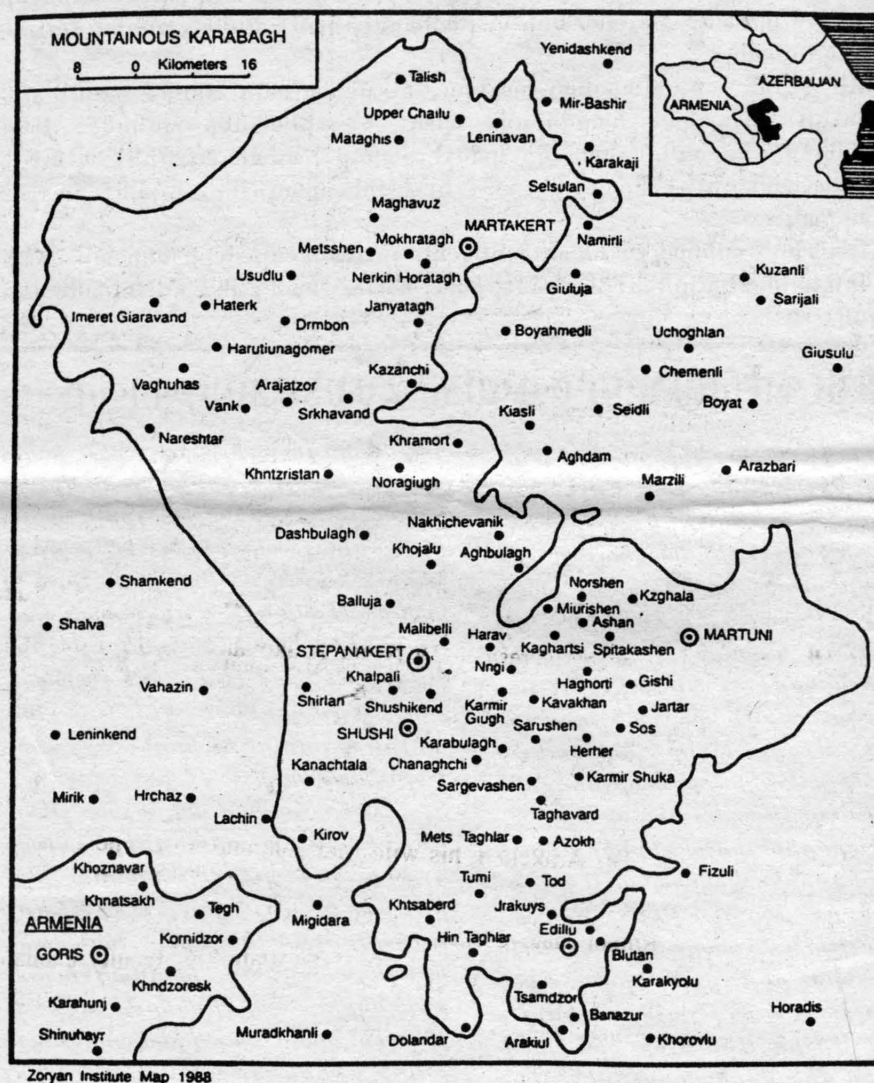 MOUNTAINOUS KARABAGH
8 0 Kilometers 16
Yenidashkend
Talish
AZERBAIJAN
ARMENIA
Mir-Bashir
Upper Chailu
Leninavan
Mataghis
Karakaji
Selsulan
Maghavuz
MARTAKERT
Namirli
Metsshen
Mokhratagh
Usudlu
Nerkin Horatagh
Giuluja
Kuzanli
Imeret Giaravand
Haterk
Janyatagh
Sarijali
Drmbon
Boyahmedli
Uchoghlan
Harutiunagomer
Giusulu
Vaghuhas
Kazanchi
Chemenli
Arajatzor
Vank
Srkhavand
Kiasli
Seidli
Boyat
Nareshtar
Khramort
Aghdam
Khntzristan
Noragiugh
Marzili
Arazbari
Nakhichevanik
Dashbulagh
Khojalu
Aghbulagh
Shamkend
Norshen
Kzghala
Balluja
Miurishen
Shalva
Ashan
Malibelli
Harav
MARTUNI
STEPANAKERT
Kaghartsi
Spitakashen
Nngi
Khalpali
Haghorti
Gishi
Vahazin
Shirlan
Shushikend
Karmir
Giugh
Kavakhan
Jartar
SHUSHI
Sarushen
Sos
Leninkend
Karabulagh
Herher
Kanachtala
Chanaghchi
Karmir Shuka
Sargevashen
Mirik
Hrchaz
Taghavard
Lachin
Kirov
Mets Taghlar
Azokh
Khoznavar
Fizuli
Khnatsakh
Tumi
Tod
Tegh
Migidara
Khtsaberd
Jrakuys
ARMENIA
Edillu
Kornidzor
Hin Taghlar
GORIS
Blutan
Khndzoresk
Karakyolu
Tsamdzor
Karahunj
Banazur
Horadis
Shinuhayr
Muradkhanli
Dolandar
Arakiul
Khorovlu
Zoryan Institute Map 1988